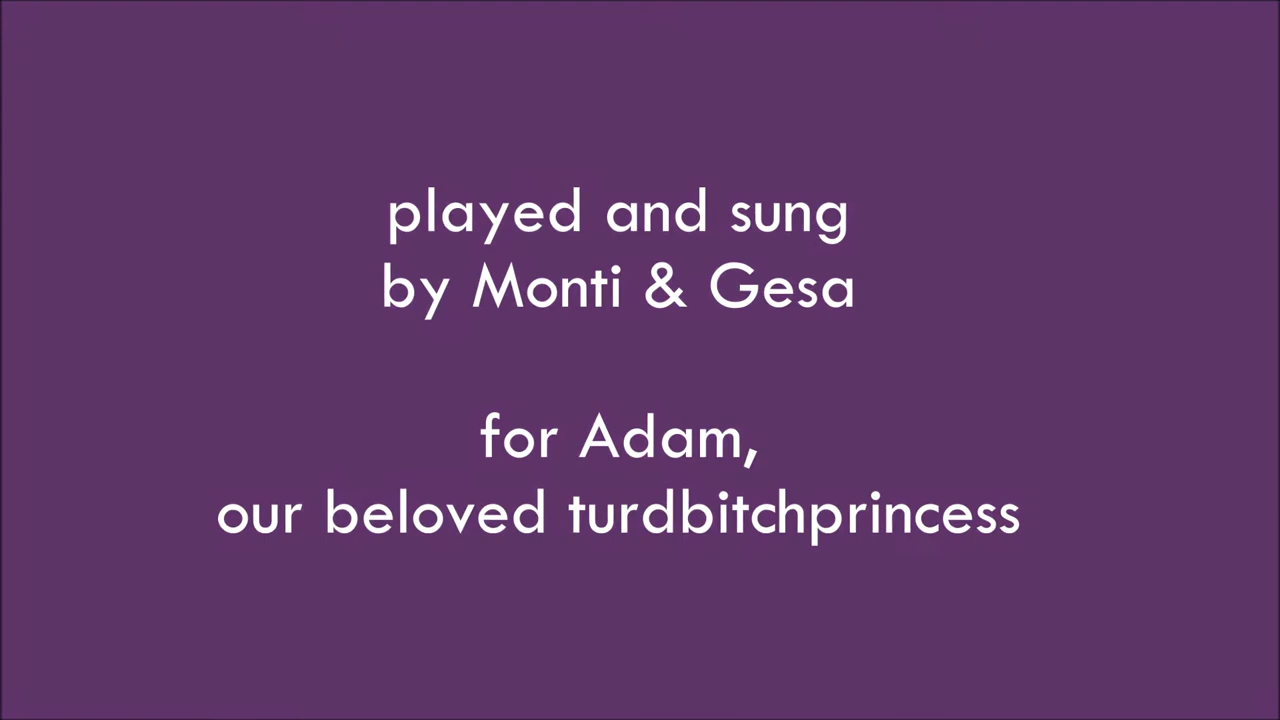 played and sung
by Monti & Gesa
for Adam,
our beloved turdbitchprincess